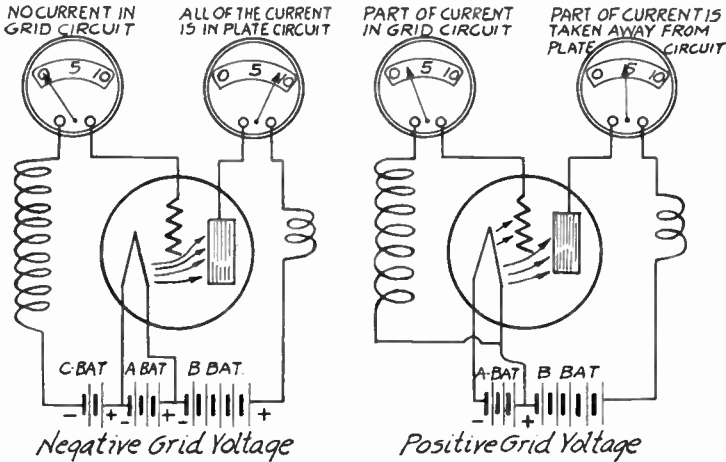 NO CURRENT IN
GRID CIRCUIT
ALL OF THE CURRENT
IS IN PLATE CIRCUIT
0 5 10
0 5 10
C-BAT
A BAT
B BAT.
- + - + - +
Negative Grid Voltage
PART OF CURRENT
IN GRID CIRCUIT
PART OF CURRENT IS
TAKEN AWAY FROM
PLATE CIRCUIT
0 5 10
0 5 10
A-BAT
B BAT
- +
Positive Grid Voltage